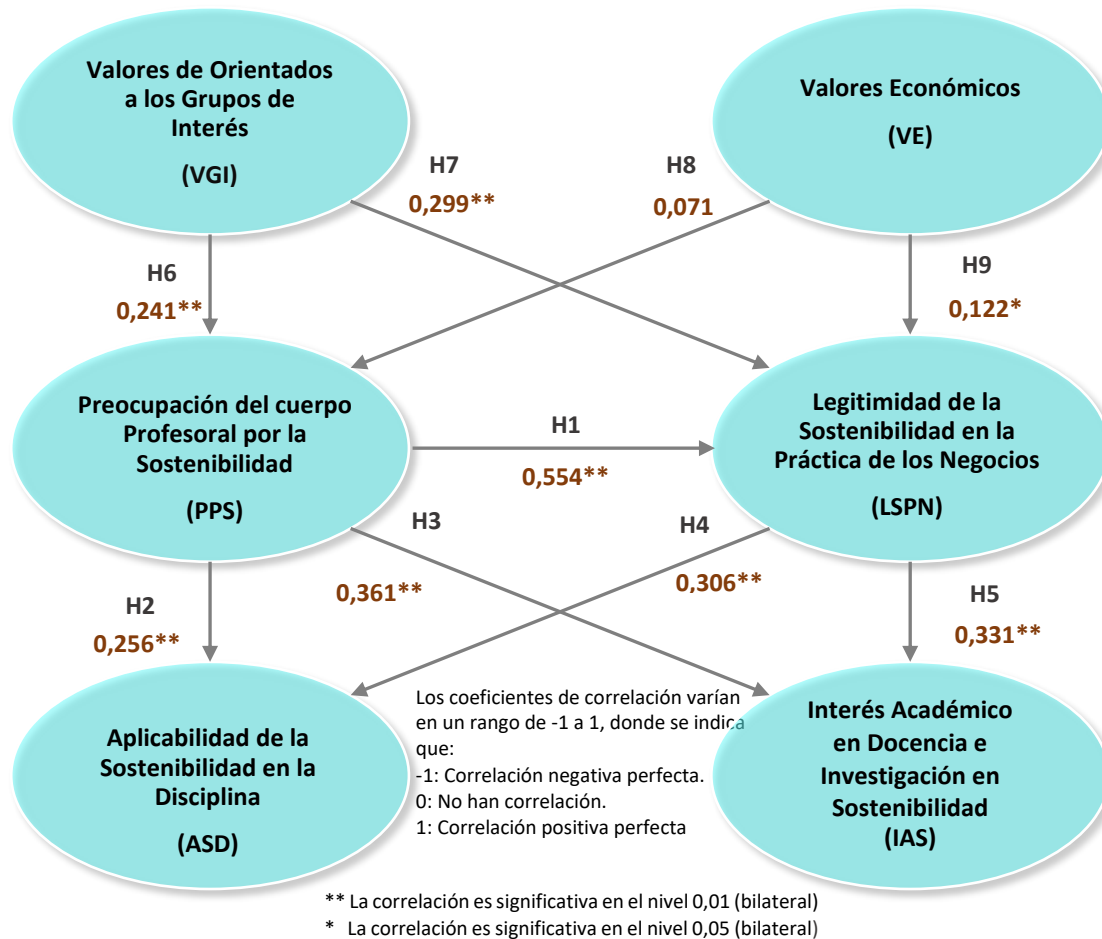 Valores de Orientados
a los Grupos de
Interés
(VGI)
Valores Económicos
(VE)
H7
0,299**
H8
0,071
H6
0,241**
H9
0,122*
Preocupación del cuerpo
Profesoral por la
Sostenibilidad
(PPS)
H1
0,554**
Legitimidad de la
Sostenibilidad en la
Práctica de los Negocios
(LSPN)
H3
0,361**
H4
0,306**
H2
0,256**
H5
0,331**
Aplicabilidad de la
Sostenibilidad en la
Disciplina
(ASD)
Los coeficientes de correlación varían
en un rango de -1 a 1, donde se indica
que:
-1: Correlación negativa perfecta.
0: No han correlación.
1: Correlación positiva perfecta
Interés Académico
en Docencia e
Investigación en
Sostenibilidad
(IAS)
** La correlación es significativa en el nivel 0,01 (bilateral)
* La correlación es significativa en el nivel 0,05 (bilateral)